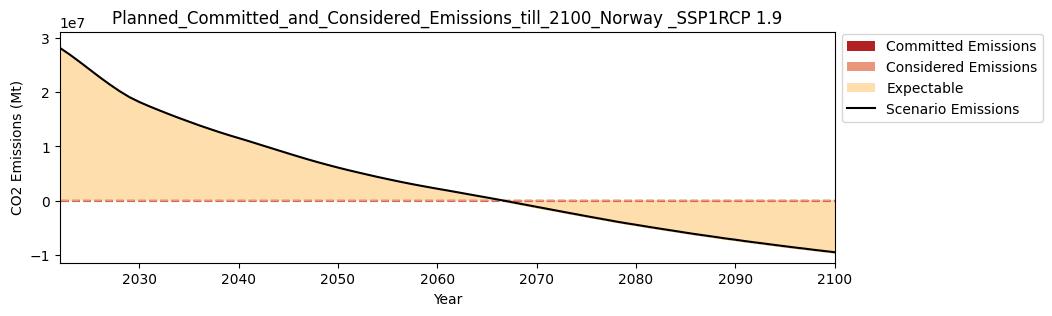 Planned_Committed_and_Considered_Emissions_till_2100_Norway _SSP1RCP 1.9
1e7
3
2
1
0
−1
CO2 Emissions (Mt)
2030 2040 2050 2060 2070 2080 2090 2100
Year
Committed Emissions
Considered Emissions
Expectable
Scenario Emissions